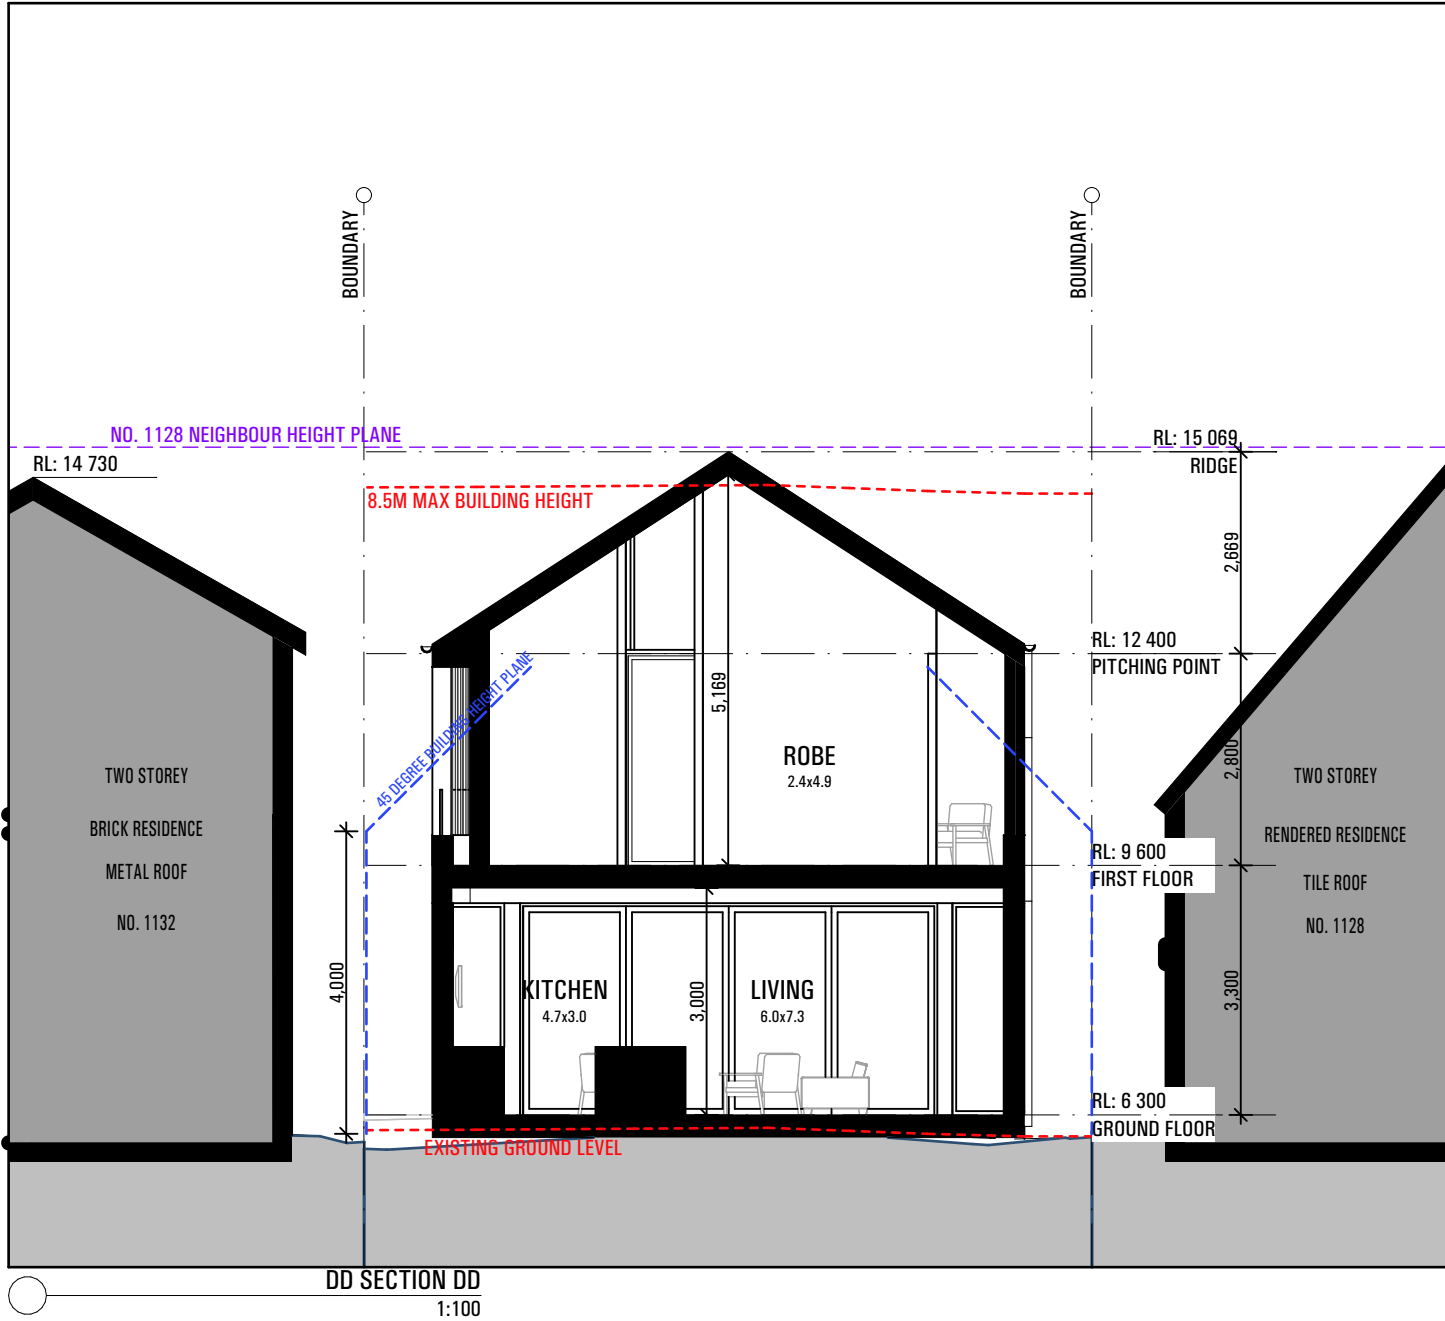 BOUNDARY
BOUNDARY
NO. 1128 NEIGHBOUR HEIGHT PLANE
RL: 15 069
RIDGE
RL: 14 730
8.5M MAX BUILDING HEIGHT
2,669
RL: 12 400
PITCHING POINT
45 DEGREE BUILDING HEIGHT PLANE
5,169
2,800
ROBE
2.4x4.9
TWO STOREY
BRICK RESIDENCE
METAL ROOF
NO. 1132
TWO STOREY
RENDERED RESIDENCE
TILE ROOF
NO. 1128
RL: 9 600
FIRST FLOOR
4,000
KITCHEN
4.7x3.0
3,000
LIVING
6.0x7.3
3,300
RL: 6 300
GROUND FLOOR
EXISTING GROUND LEVEL
DD SECTION DD
1:100